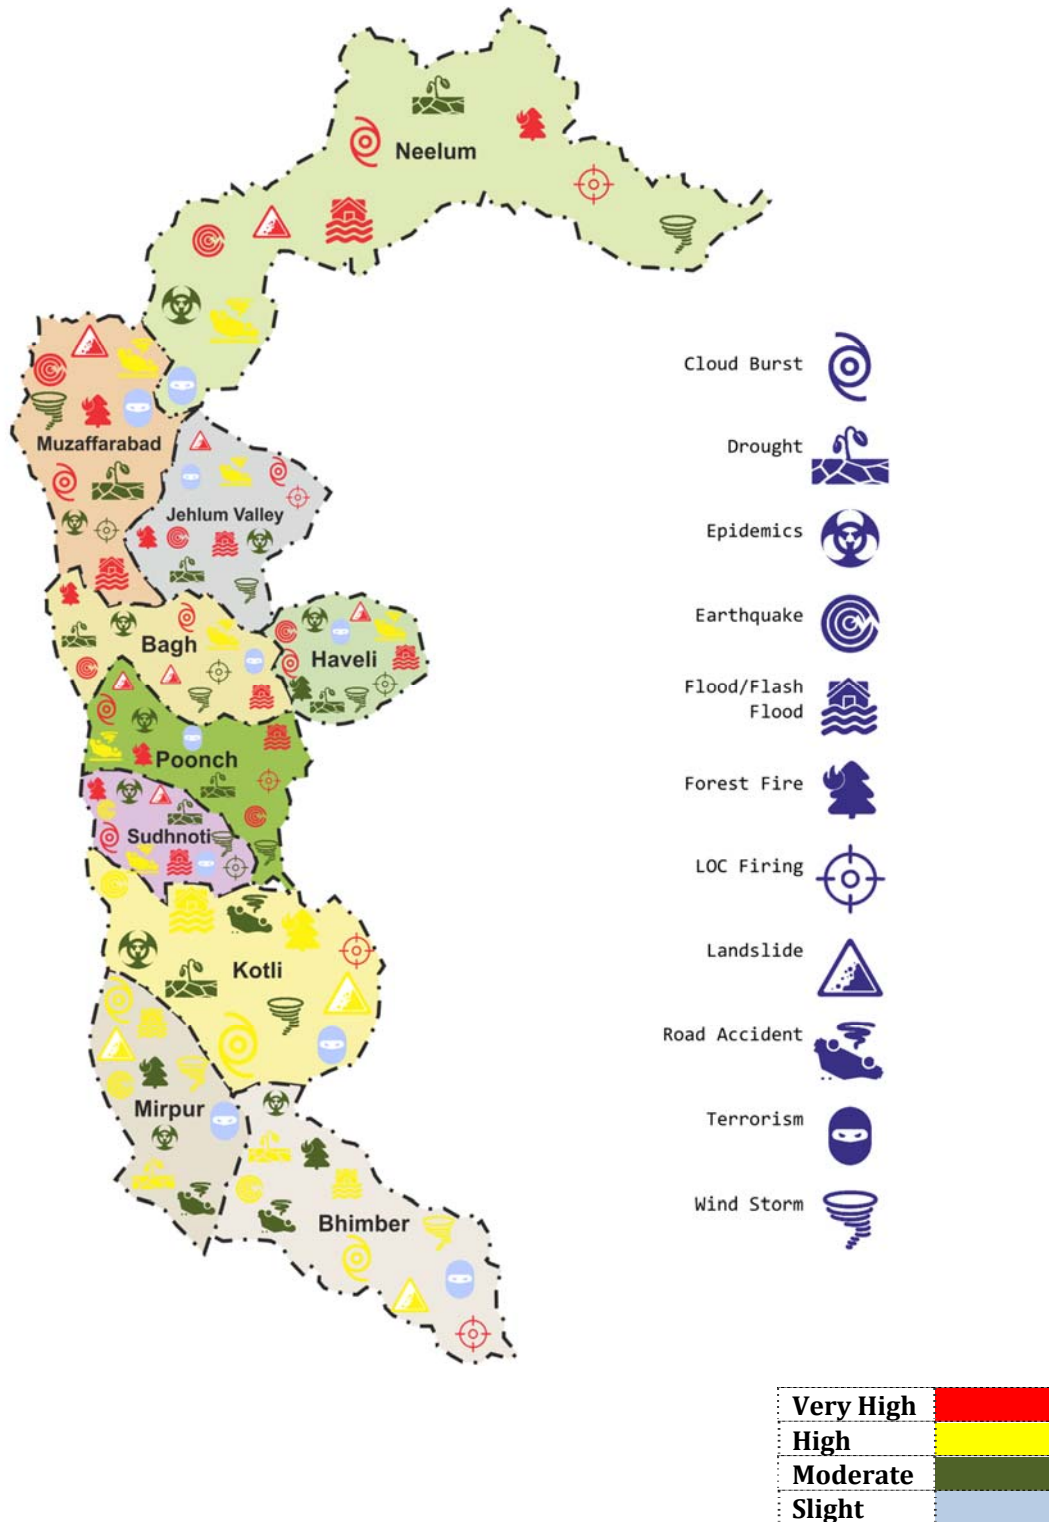 Neelum
Muzaffarabad
Jehlum Valley
Bagh
Haveli
Poonch
Sudhnoti
Kotli
Mirpur
Bhimber
Cloud Burst
Drought
Epidemics
Earthquake
Flood/Flash
Flood
Forest Fire
LOC Firing
Landslide
Road Accident
Terrorism
Wind Storm
Very High
High
Moderate
Slight